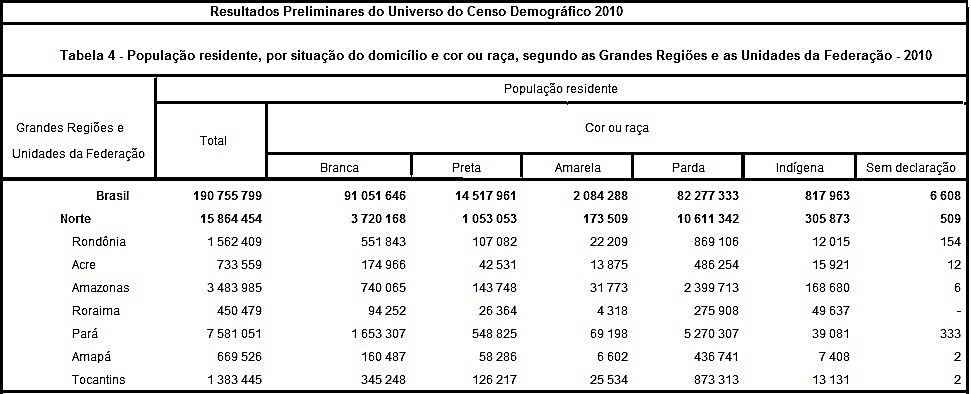 Resultados Preliminares do Universo do Censo Demográfico 2010
Tabela 4 - População residente, por situação do domicílio e cor ou raça, segundo as Grandes Regiões e as Unidades da Federação - 2010
Grandes Regiões e
Unidades da Federação
População residente
Total
Cor ou raça
Branca Preta Amarela Parda Indígena Sem declaração
Brasil 190 755 799 91 051 646 14 517 961 2 084 288 82 277 333 817 963 6 608
Norte 15 864 454 3 720 168 1 053 053 173 509 10 611 342 305 873 509
Rondônia 1 562 409 551 843 107 082 22 209 869 106 12 015 154
Acre 733 559 174 966 42 531 13 875 486 254 15 921 12
Amazonas 3 483 985 740 065 143 748 31 773 2 399 713 168 680 6
Roraima 450 479 94 252 26 364 4 318 275 908 49 637 -
Pará 7 581 051 1 653 307 548 825 69 198 5 270 307 39 081 333
Amapá 669 526 160 487 58 286 6 602 436 741 7 408 2
Tocantins 1 383 445 345 248 126 217 25 534 873 313 13 131 2